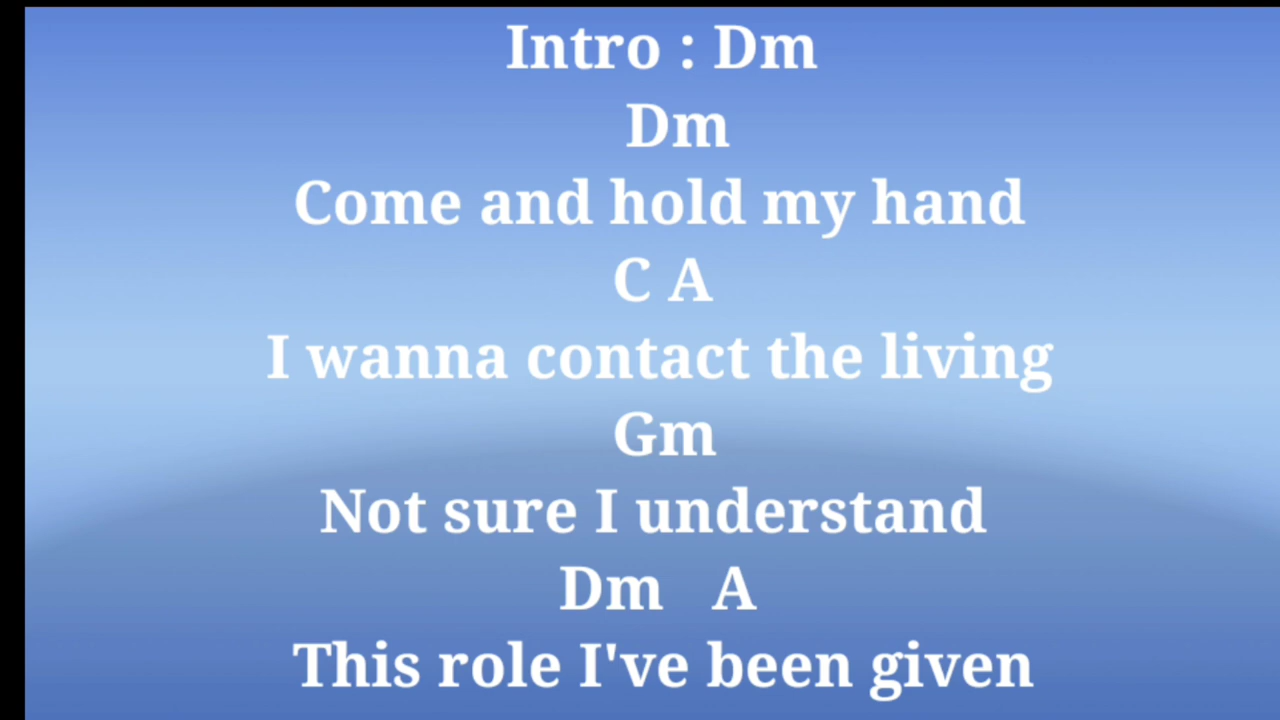 Intro : Dm
Dm
Come and hold my hand
C A
I wanna contact the living
Gm
Not sure I understand
Dm A
This role I've been given